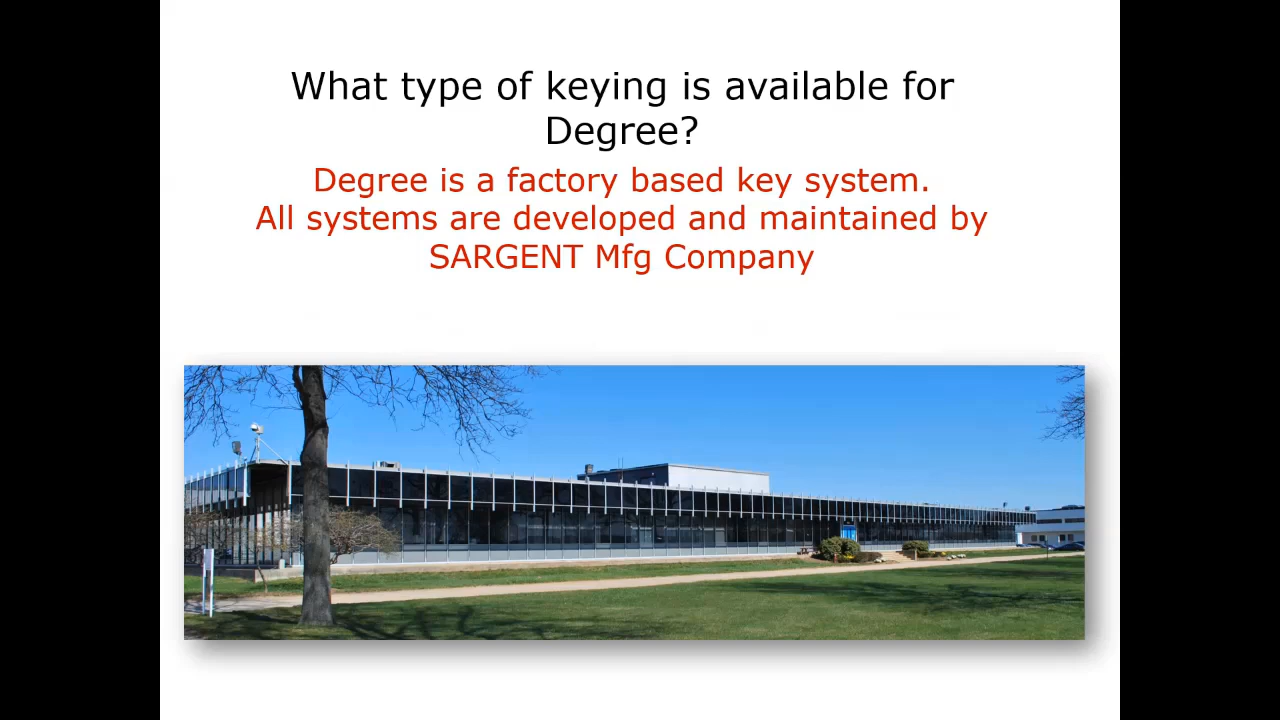 What type of keying is available for
Degree?
Degree is a factory based key system.
All systems are developed and maintained by
SARGENT Mfg Company